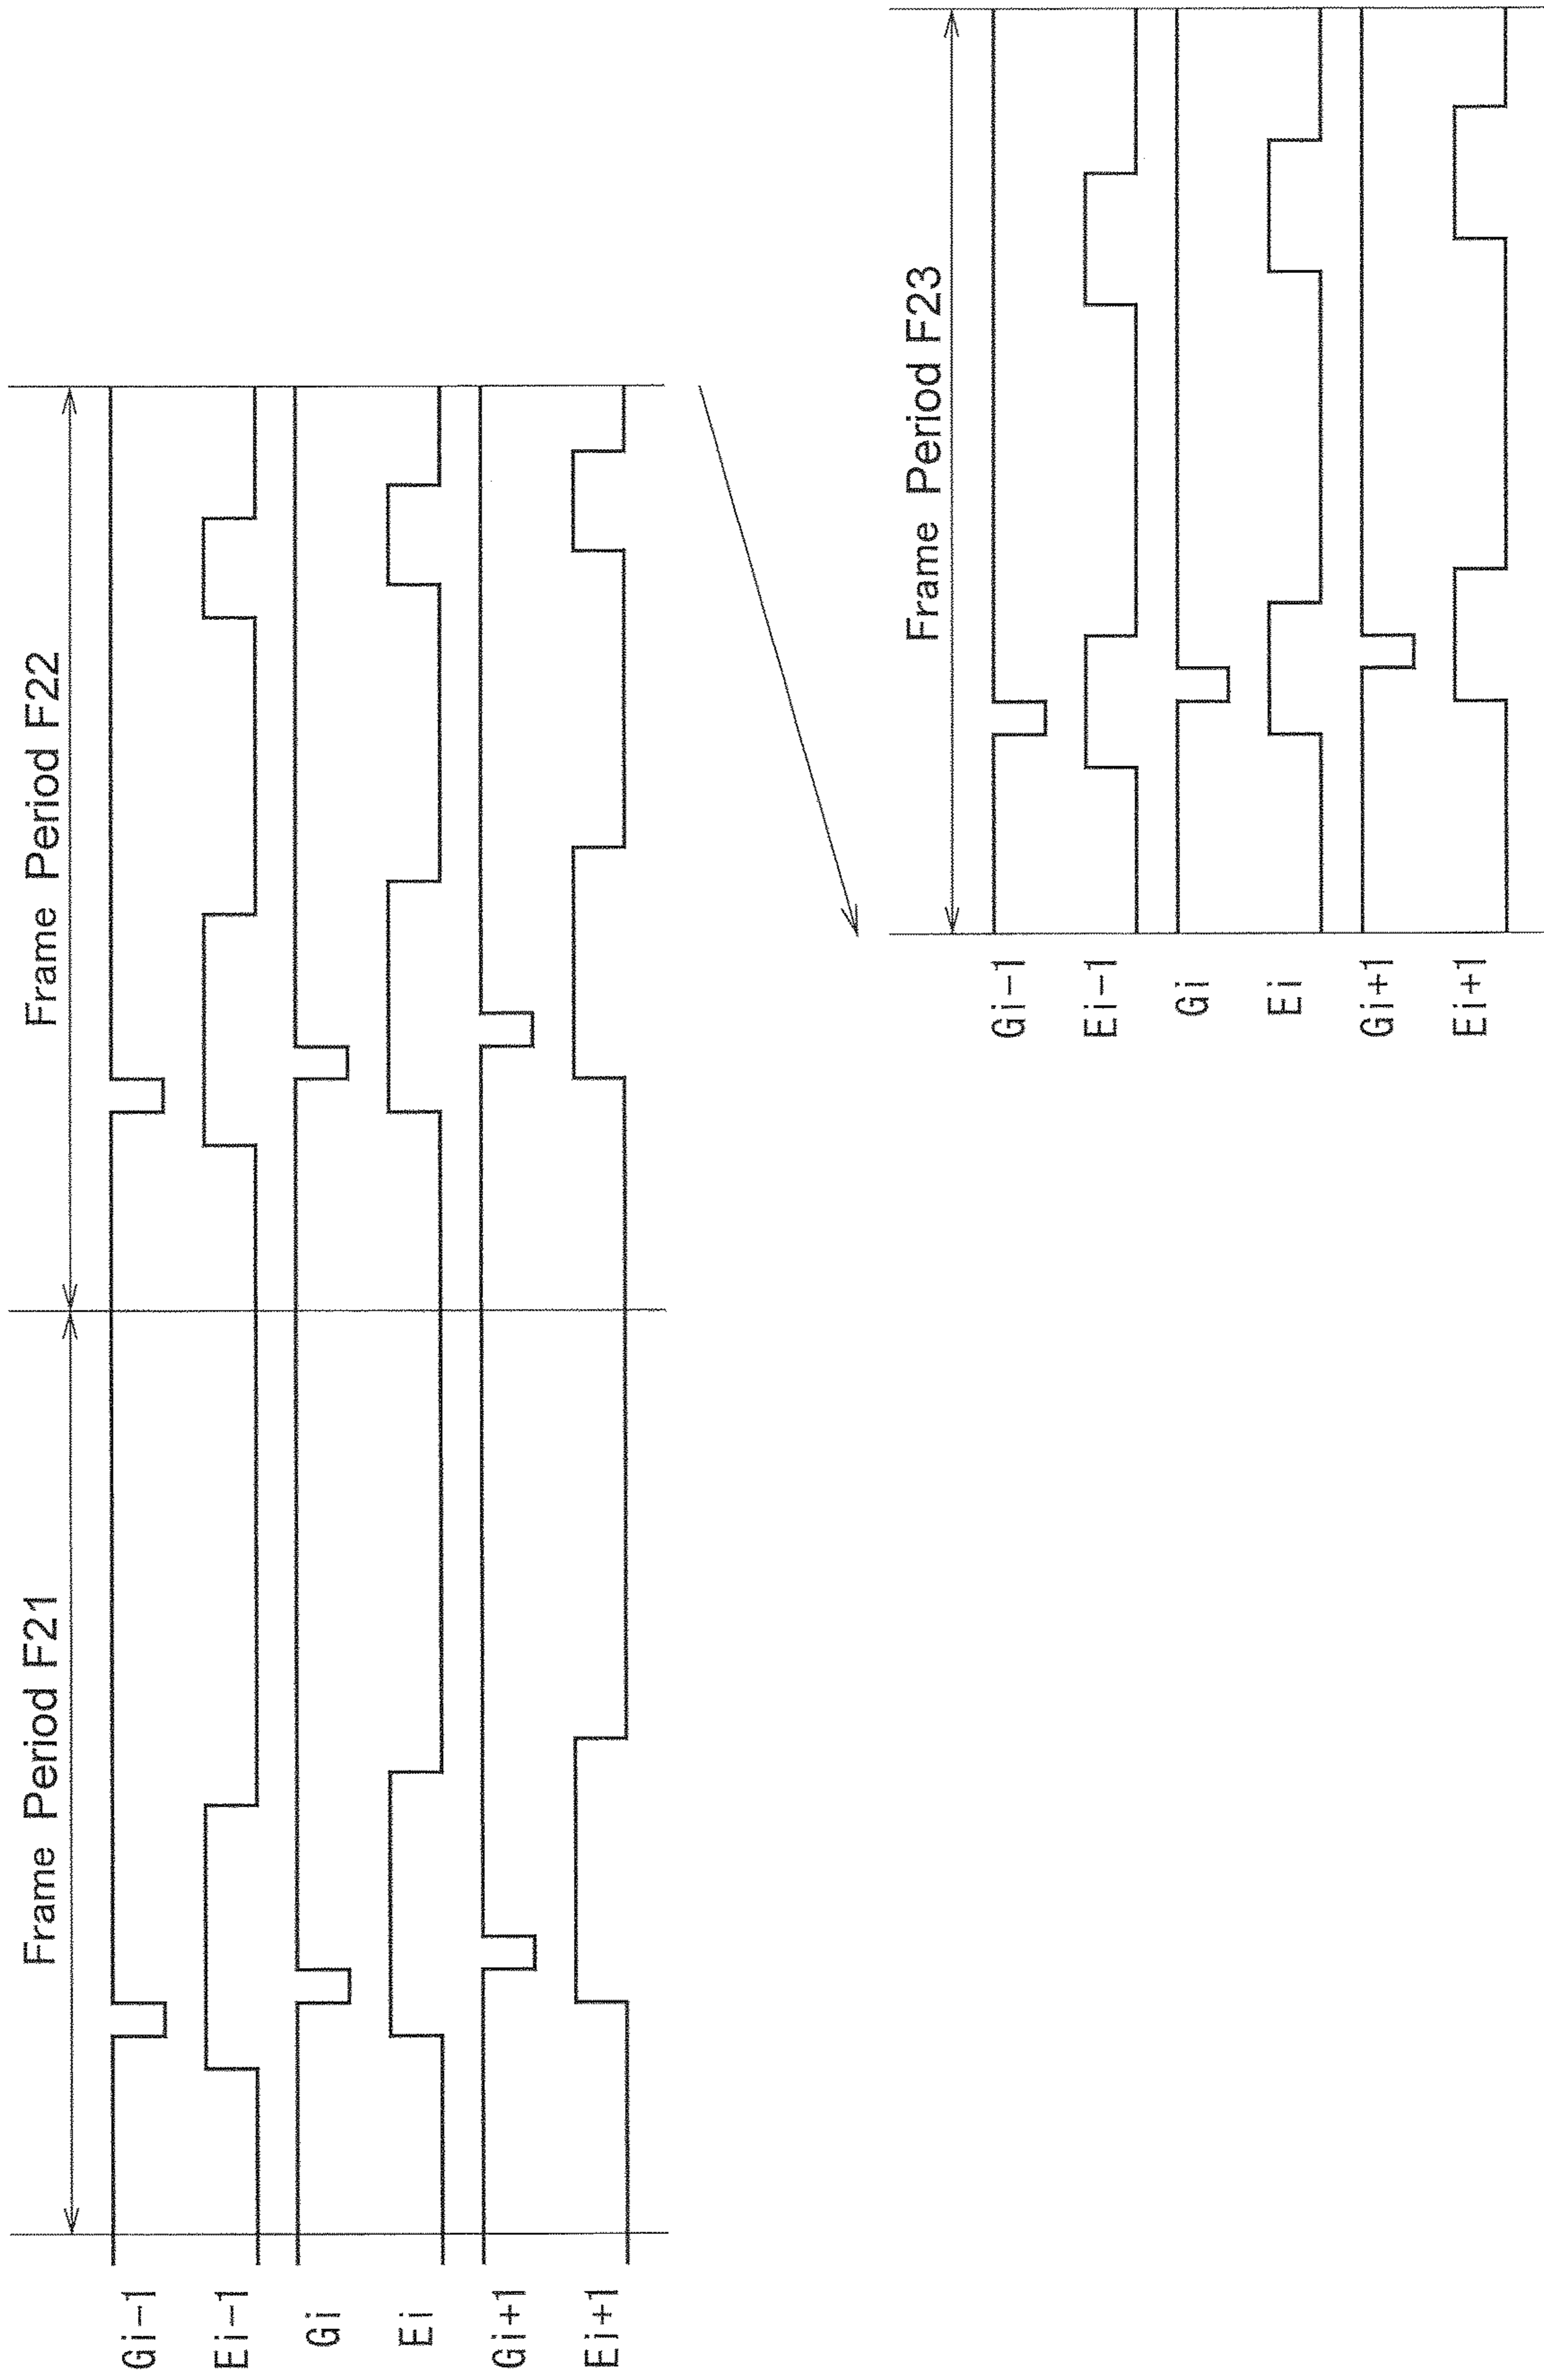 Frame Period F21
Frame Period F22
Gi-1
Ei-1
Gi
Ei
Gi+1
Ei+1
Frame Period F23
Gi-1
Ei-1
Gi
Ei
Gi+1
Ei+1